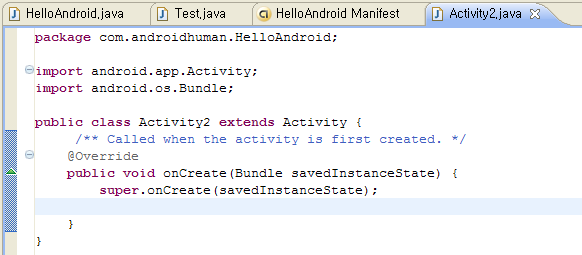 HelloAndroid.java Test.java HelloAndroid Manifest Activity2.java
package com.androidhuman.HelloAndroid;
import android.app.Activity;
import android.os.Bundle;
public class Activity2 extends Activity {
/** Called when the activity is first created. */
@Override
public void onCreate(Bundle savedInstanceState) {
super.onCreate(savedInstanceState);
}
}